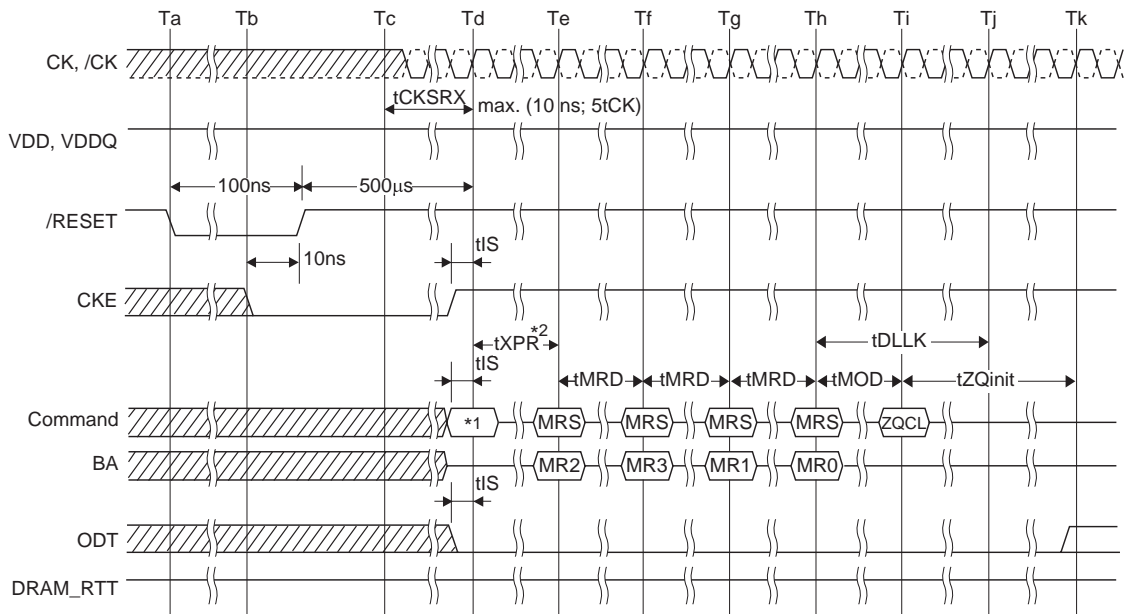 Ta Tb Tc Td Te Tf Tg Th Ti Tj Tk
CK, /CK
tCKSRX max. (10 ns; 5tCK)
VDD, VDDQ
100ns 500μs
/RESET
10ns tIS
CKE
tXPR*2 tDLLK
tIS
tMRD tMRD tMRD tMOD tZQinit
Command *1 MRS MRS MRS MRS ZQCL
BA MR2 MR3 MR1 MR0
tIS
ODT
DRAM_RTT